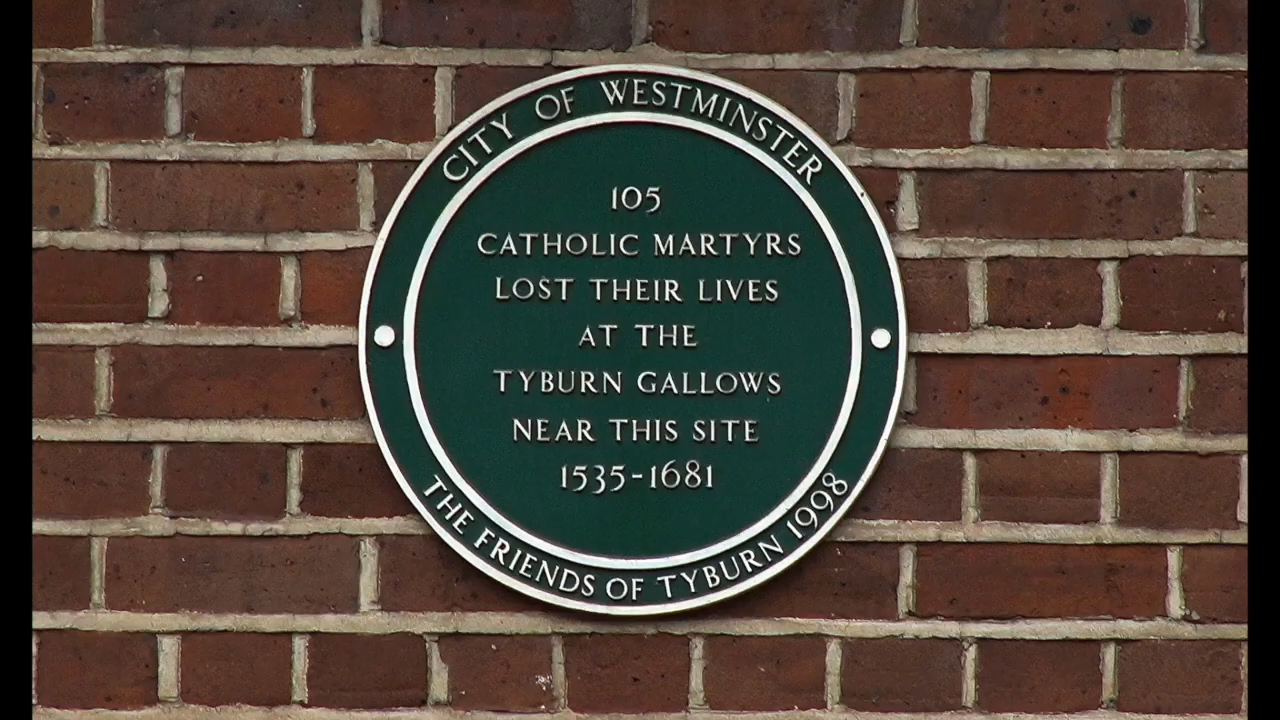 CITY OF WESTMINSTER
105
CATHOLIC MARTYRS
LOST THEIR LIVES
AT THE
TYBURN GALLOWS
NEAR THIS SITE
1535-1681
THE FRIENDS OF TYBURN 1998